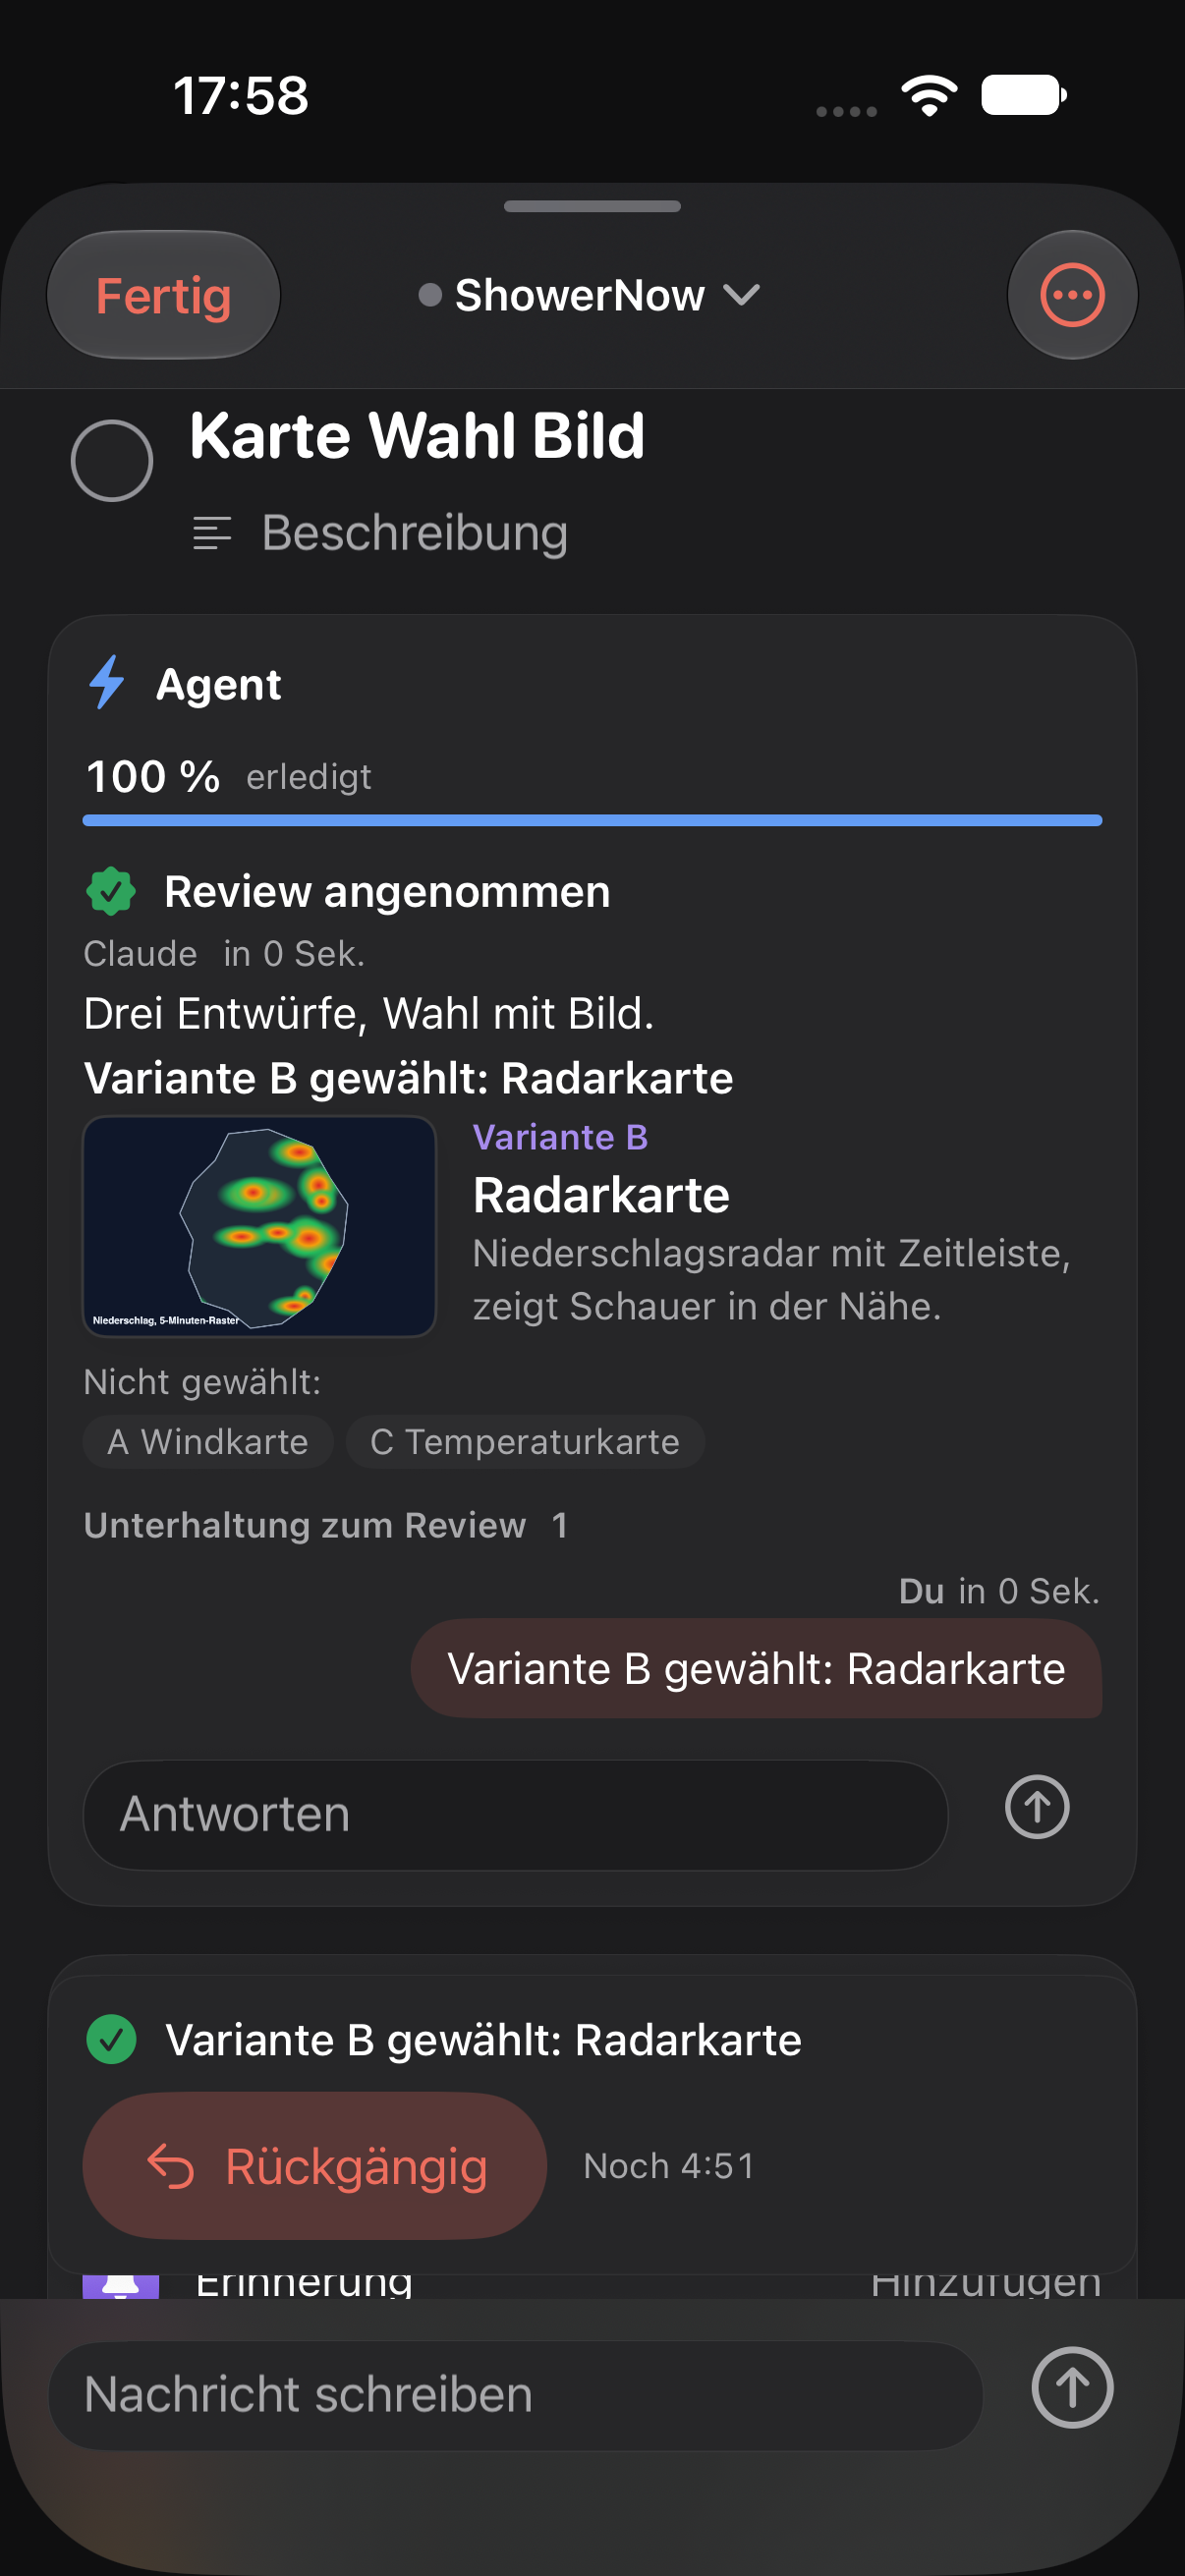 17:58
Fertig
ShowerNow
Karte Wahl Bild
Beschreibung
Agent
100 % erledigt
Review angenommen
Claude in 0 Sek.
Drei Entwürfe, Wahl mit Bild.
Variante B gewählt: Radarkarte
Niederschlag, 5-Minuten-Raster
Variante B
Radarkarte
Niederschlagsradar mit Zeitleiste,
zeigt Schauer in der Nähe.
Nicht gewählt:
A Windkarte
C Temperaturkarte
Unterhaltung zum Review 1
Du in 0 Sek.
Variante B gewählt: Radarkarte
Antworten
Variante B gewählt: Radarkarte
Rückgängig
Noch 4:51
Erinnerung
Hinzufügen
Nachricht schreiben